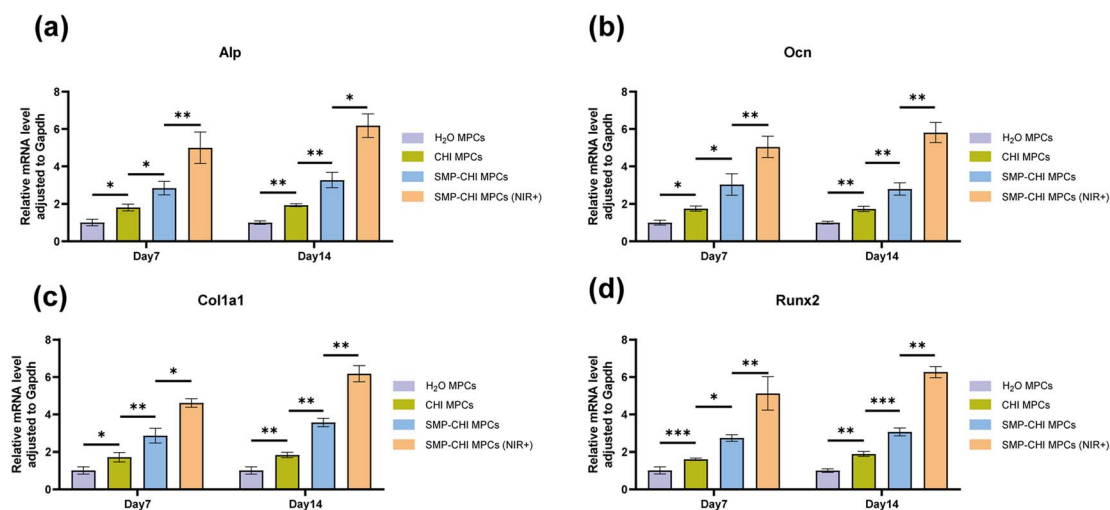 (a)
Alp
Relative mRNA level
adjusted to Gapdh
8
6
4
2
0
*
*
**
**
**
*
Day7
Day14
H₂O MPCs
CHI MPCs
SMP-CHI MPCs
SMP-CHI MPCs (NIR+)
(b)
Ocn
Relative mRNA level
adjusted to Gapdh
8
6
4
2
0
*
*
**
**
**
**
Day7
Day14
H₂O MPCs
CHI MPCs
SMP-CHI MPCs
SMP-CHI MPCs (NIR+)
(c)
Col1a1
Relative mRNA level
adjusted to Gapdh
8
6
4
2
0
*
**
*
**
**
**
Day7
Day14
H₂O MPCs
CHI MPCs
SMP-CHI MPCs
SMP-CHI MPCs (NIR+)
(d)
Runx2
Relative mRNA level
adjusted to Gapdh
8
6
4
2
0
***
*
**
**
***
**
Day7
Day14
H₂O MPCs
CHI MPCs
SMP-CHI MPCs
SMP-CHI MPCs (NIR+)